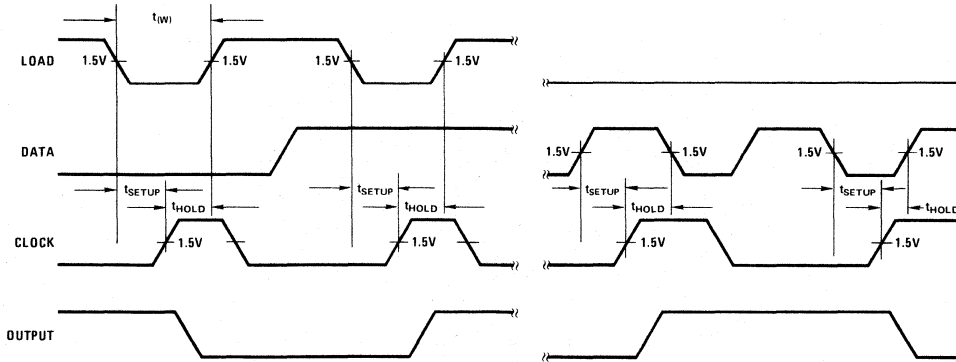 t(W)
LOAD
1.5V
1.5V
1.5V
1.5V
DATA
1.5V
1.5V
1.5V
1.5V
tSETUP
tSETUP
tSETUP
tSETUP
tHOLD
tHOLD
tHOLD
tHOLD
CLOCK
1.5V
1.5V
1.5V
1.5V
OUTPUT